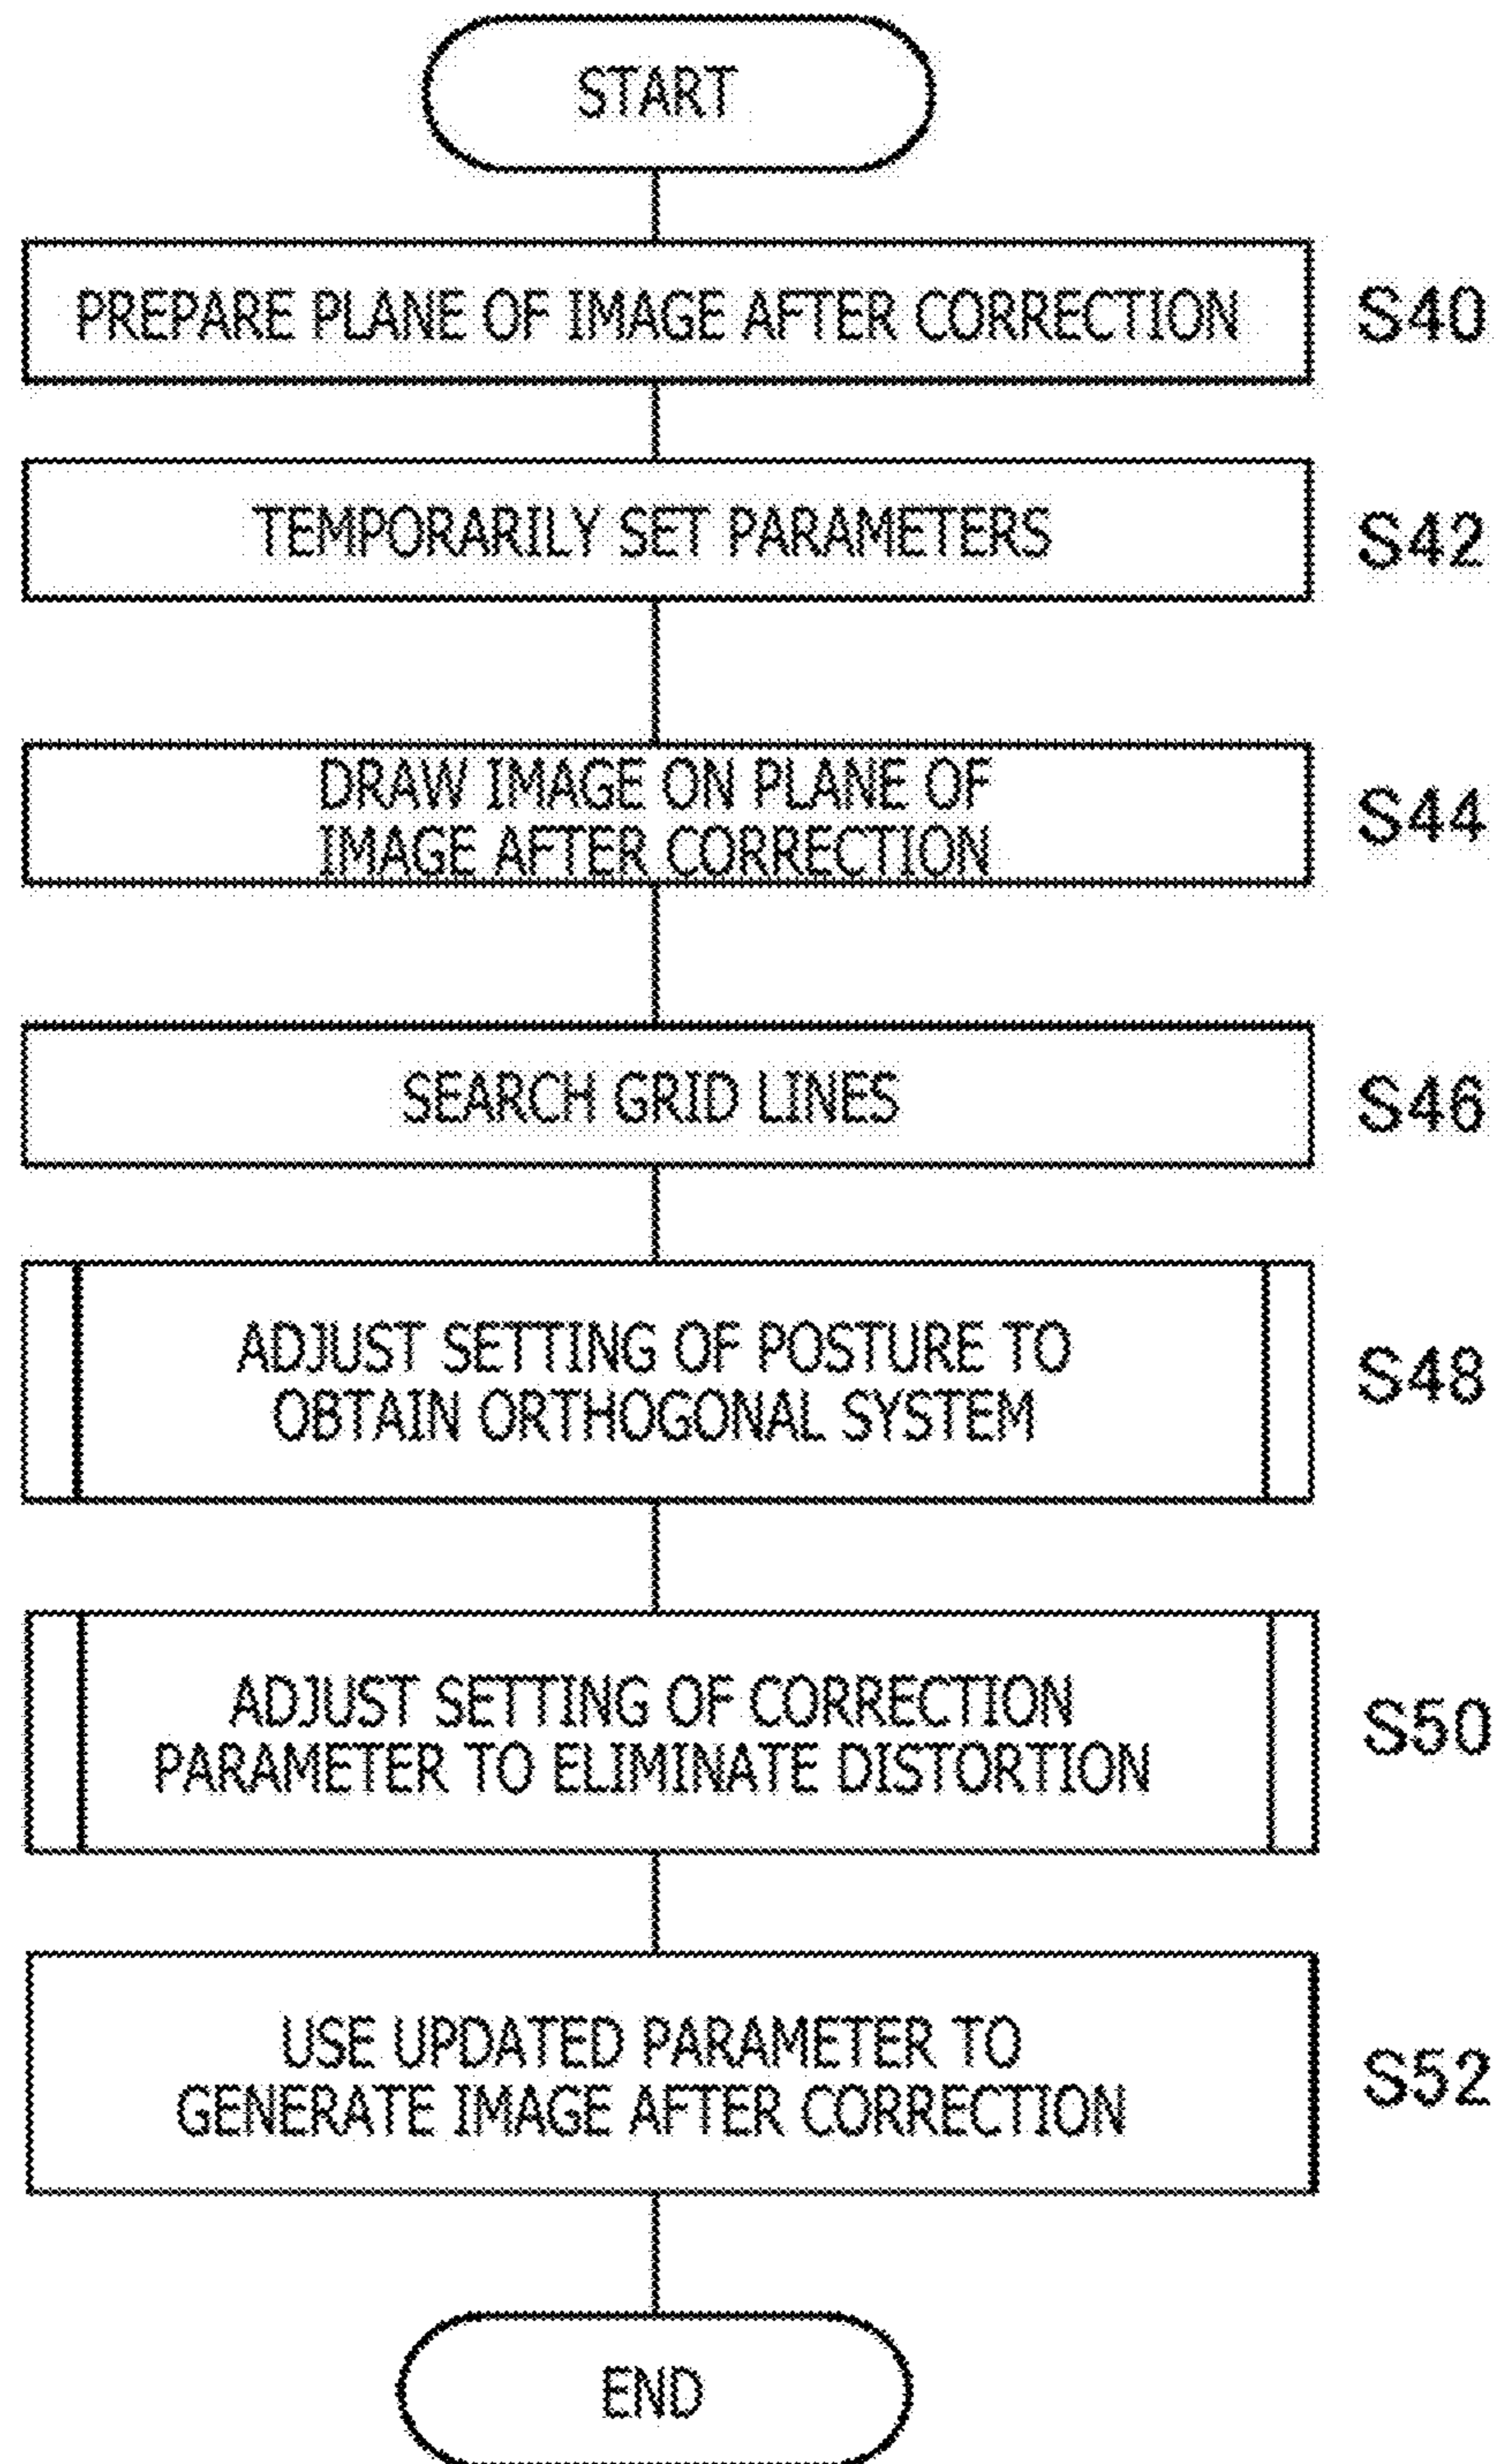 START
PREPARE PLANE OF IMAGE AFTER CORRECTION
S40
TEMPORARILY SET PARAMETERS
S42
DRAW IMAGE ON PLANE OF
IMAGE AFTER CORRECTION
S44
SEARCH GRID LINES
S46
ADJUST SETTING OF POSTURE TO
OBTAIN ORTHOGONAL SYSTEM
S48
ADJUST SETTING OF CORRECTION
PARAMETER TO ELIMINATE DISTORTION
S50
USE UPDATED PARAMETER TO
GENERATE IMAGE AFTER CORRECTION
S52
END